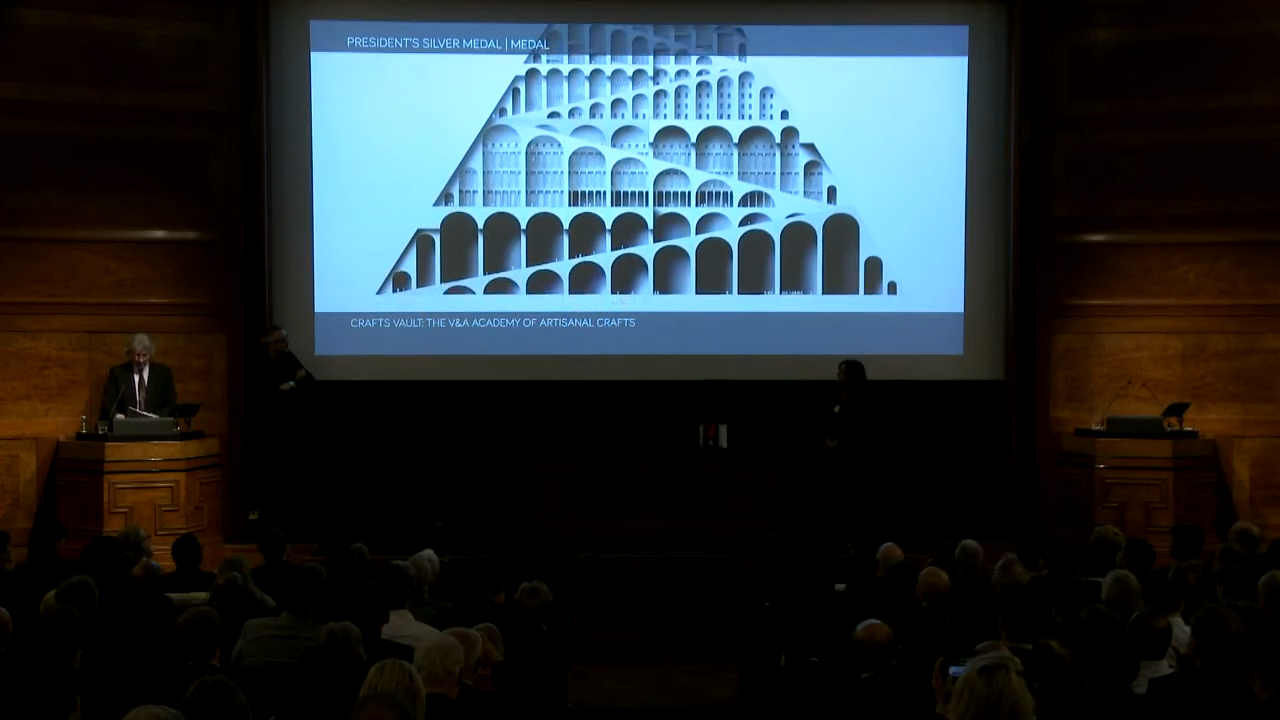 PRESIDENT'S SILVER MEDAL | MEDAL
CRAFTS VAULT: THE V&A ACADEMY OF ARTISANAL CRAFTS